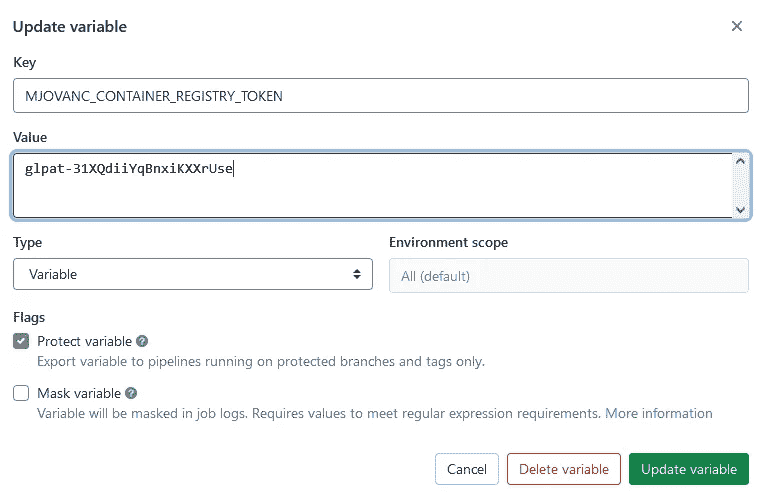 Update variable
Key
MJOVANC_CONTAINER_REGISTRY_TOKEN
Value
glpat-31XQdiiYqBnxiKXXrUse
Type
Environment scope
Variable
All (default)
Flags
Protect variable
Export variable to pipelines running on protected branches and tags only.
Mask variable
Variable will be masked in job logs. Requires values to meet regular expression requirements. More information
Cancel
Delete variable
Update variable